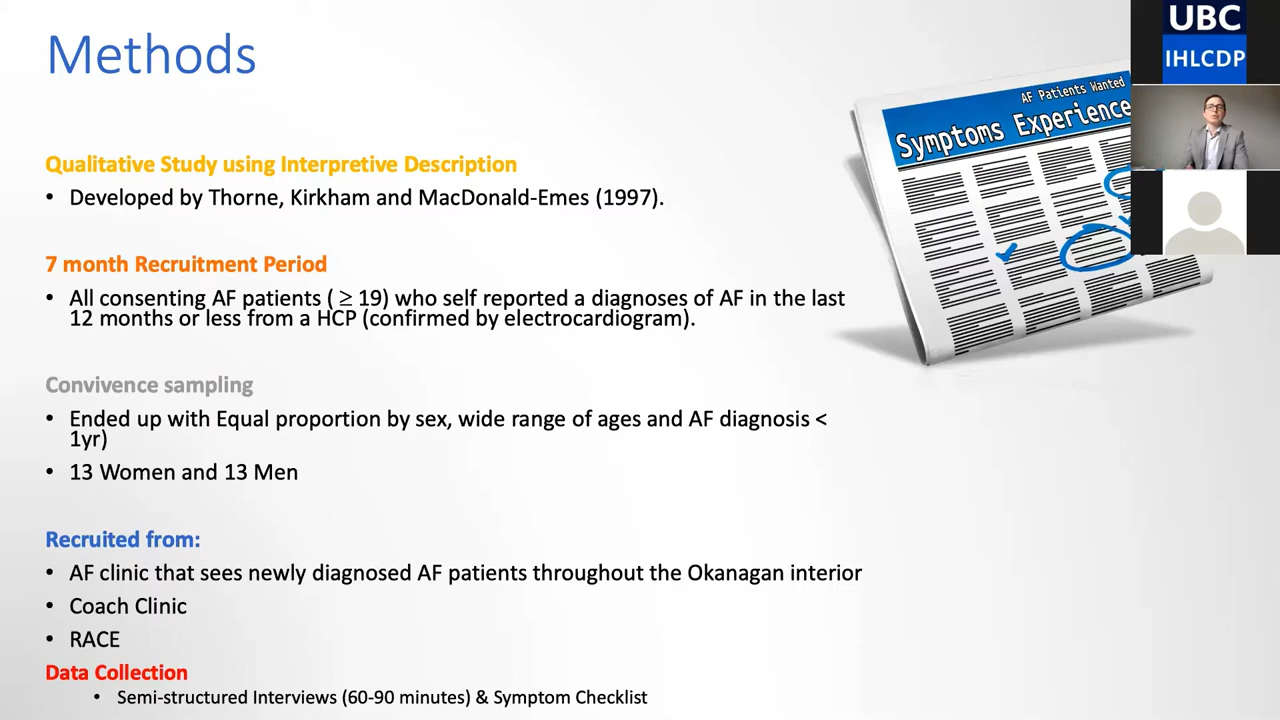 Methods
Qualitative Study using Interpretive Description
• Developed by Thorne, Kirkham and MacDonald-Emes (1997).
7 month Recruitment Period
• All consenting AF patients ( ≥ 19) who self reported a diagnoses of AF in the last
12 months or less from a HCP (confirmed by electrocardiogram).
Convivence sampling
• Ended up with Equal proportion by sex, wide range of ages and AF diagnosis <
1yr)
• 13 Women and 13 Men
Recruited from:
• AF clinic that sees newly diagnosed AF patients throughout the Okanagan interior
• Coach Clinic
• RACE
Data Collection
• Semi-structured Interviews (60-90 minutes) & Symptom Checklist
AF Patients Wanted
Symptoms Experience
UBC
IHLCDP